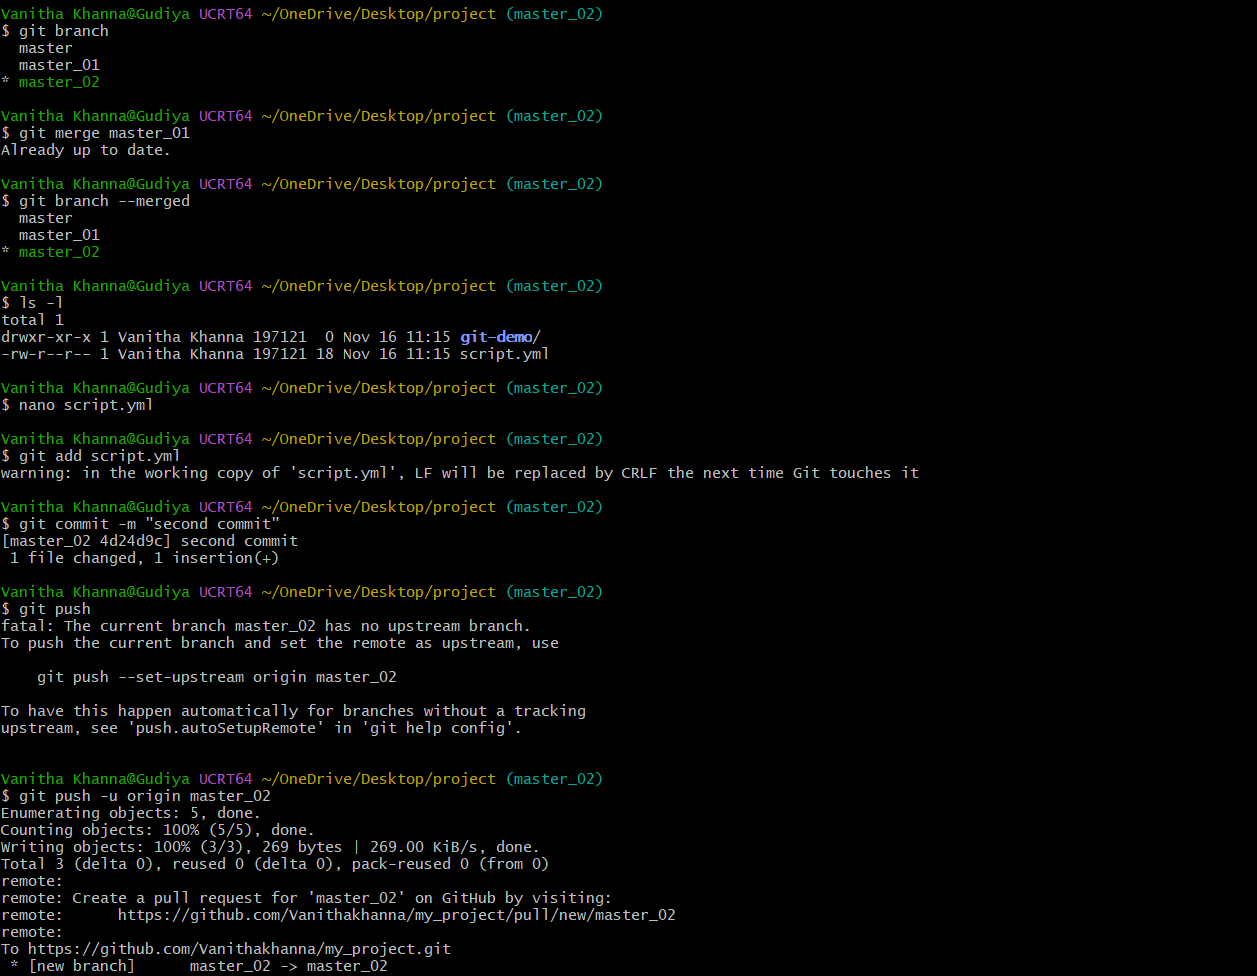 Vanitha Khanna@Gudiya UCRT64 ~/OneDrive/Desktop/project (master_02)
$ git branch
  master
  master_01
* master_02

Vanitha Khanna@Gudiya UCRT64 ~/OneDrive/Desktop/project (master_02)
$ git merge master_01
Already up to date.

Vanitha Khanna@Gudiya UCRT64 ~/OneDrive/Desktop/project (master_02)
$ git branch --merged
  master
  master_01
* master_02

Vanitha Khanna@Gudiya UCRT64 ~/OneDrive/Desktop/project (master_02)
$ ls -l
total 1
drwxr-xr-x 1 Vanitha Khanna 197121  0 Nov 16 11:15 git-demo/
-rw-r--r-- 1 Vanitha Khanna 197121 18 Nov 16 11:15 script.yml

Vanitha Khanna@Gudiya UCRT64 ~/OneDrive/Desktop/project (master_02)
$ nano script.yml

Vanitha Khanna@Gudiya UCRT64 ~/OneDrive/Desktop/project (master_02)
$ git add script.yml
warning: in the working copy of 'script.yml', LF will be replaced by CRLF the next time Git touches it

Vanitha Khanna@Gudiya UCRT64 ~/OneDrive/Desktop/project (master_02)
$ git commit -m "second commit"
[master_02 4d24d9c] second commit
 1 file changed, 1 insertion(+)

Vanitha Khanna@Gudiya UCRT64 ~/OneDrive/Desktop/project (master_02)
$ git push
fatal: The current branch master_02 has no upstream branch.
To push the current branch and set the remote as upstream, use

    git push --set-upstream origin master_02

To have this happen automatically for branches without a tracking
upstream, see 'push.autoSetupRemote' in 'git help config'.


Vanitha Khanna@Gudiya UCRT64 ~/OneDrive/Desktop/project (master_02)
$ git push -u origin master_02
Enumerating objects: 5, done.
Counting objects: 100% (5/5), done.
Writing objects: 100% (3/3), 269 bytes | 269.00 KiB/s, done.
Total 3 (delta 0), reused 0 (delta 0), pack-reused 0 (from 0)
remote:
remote: Create a pull request for 'master_02' on GitHub by visiting:
remote:      https://github.com/Vanithakhanna/my_project/pull/new/master_02
remote:
To https://github.com/Vanithakhanna/my_project.git
 * [new branch]      master_02 -> master_02